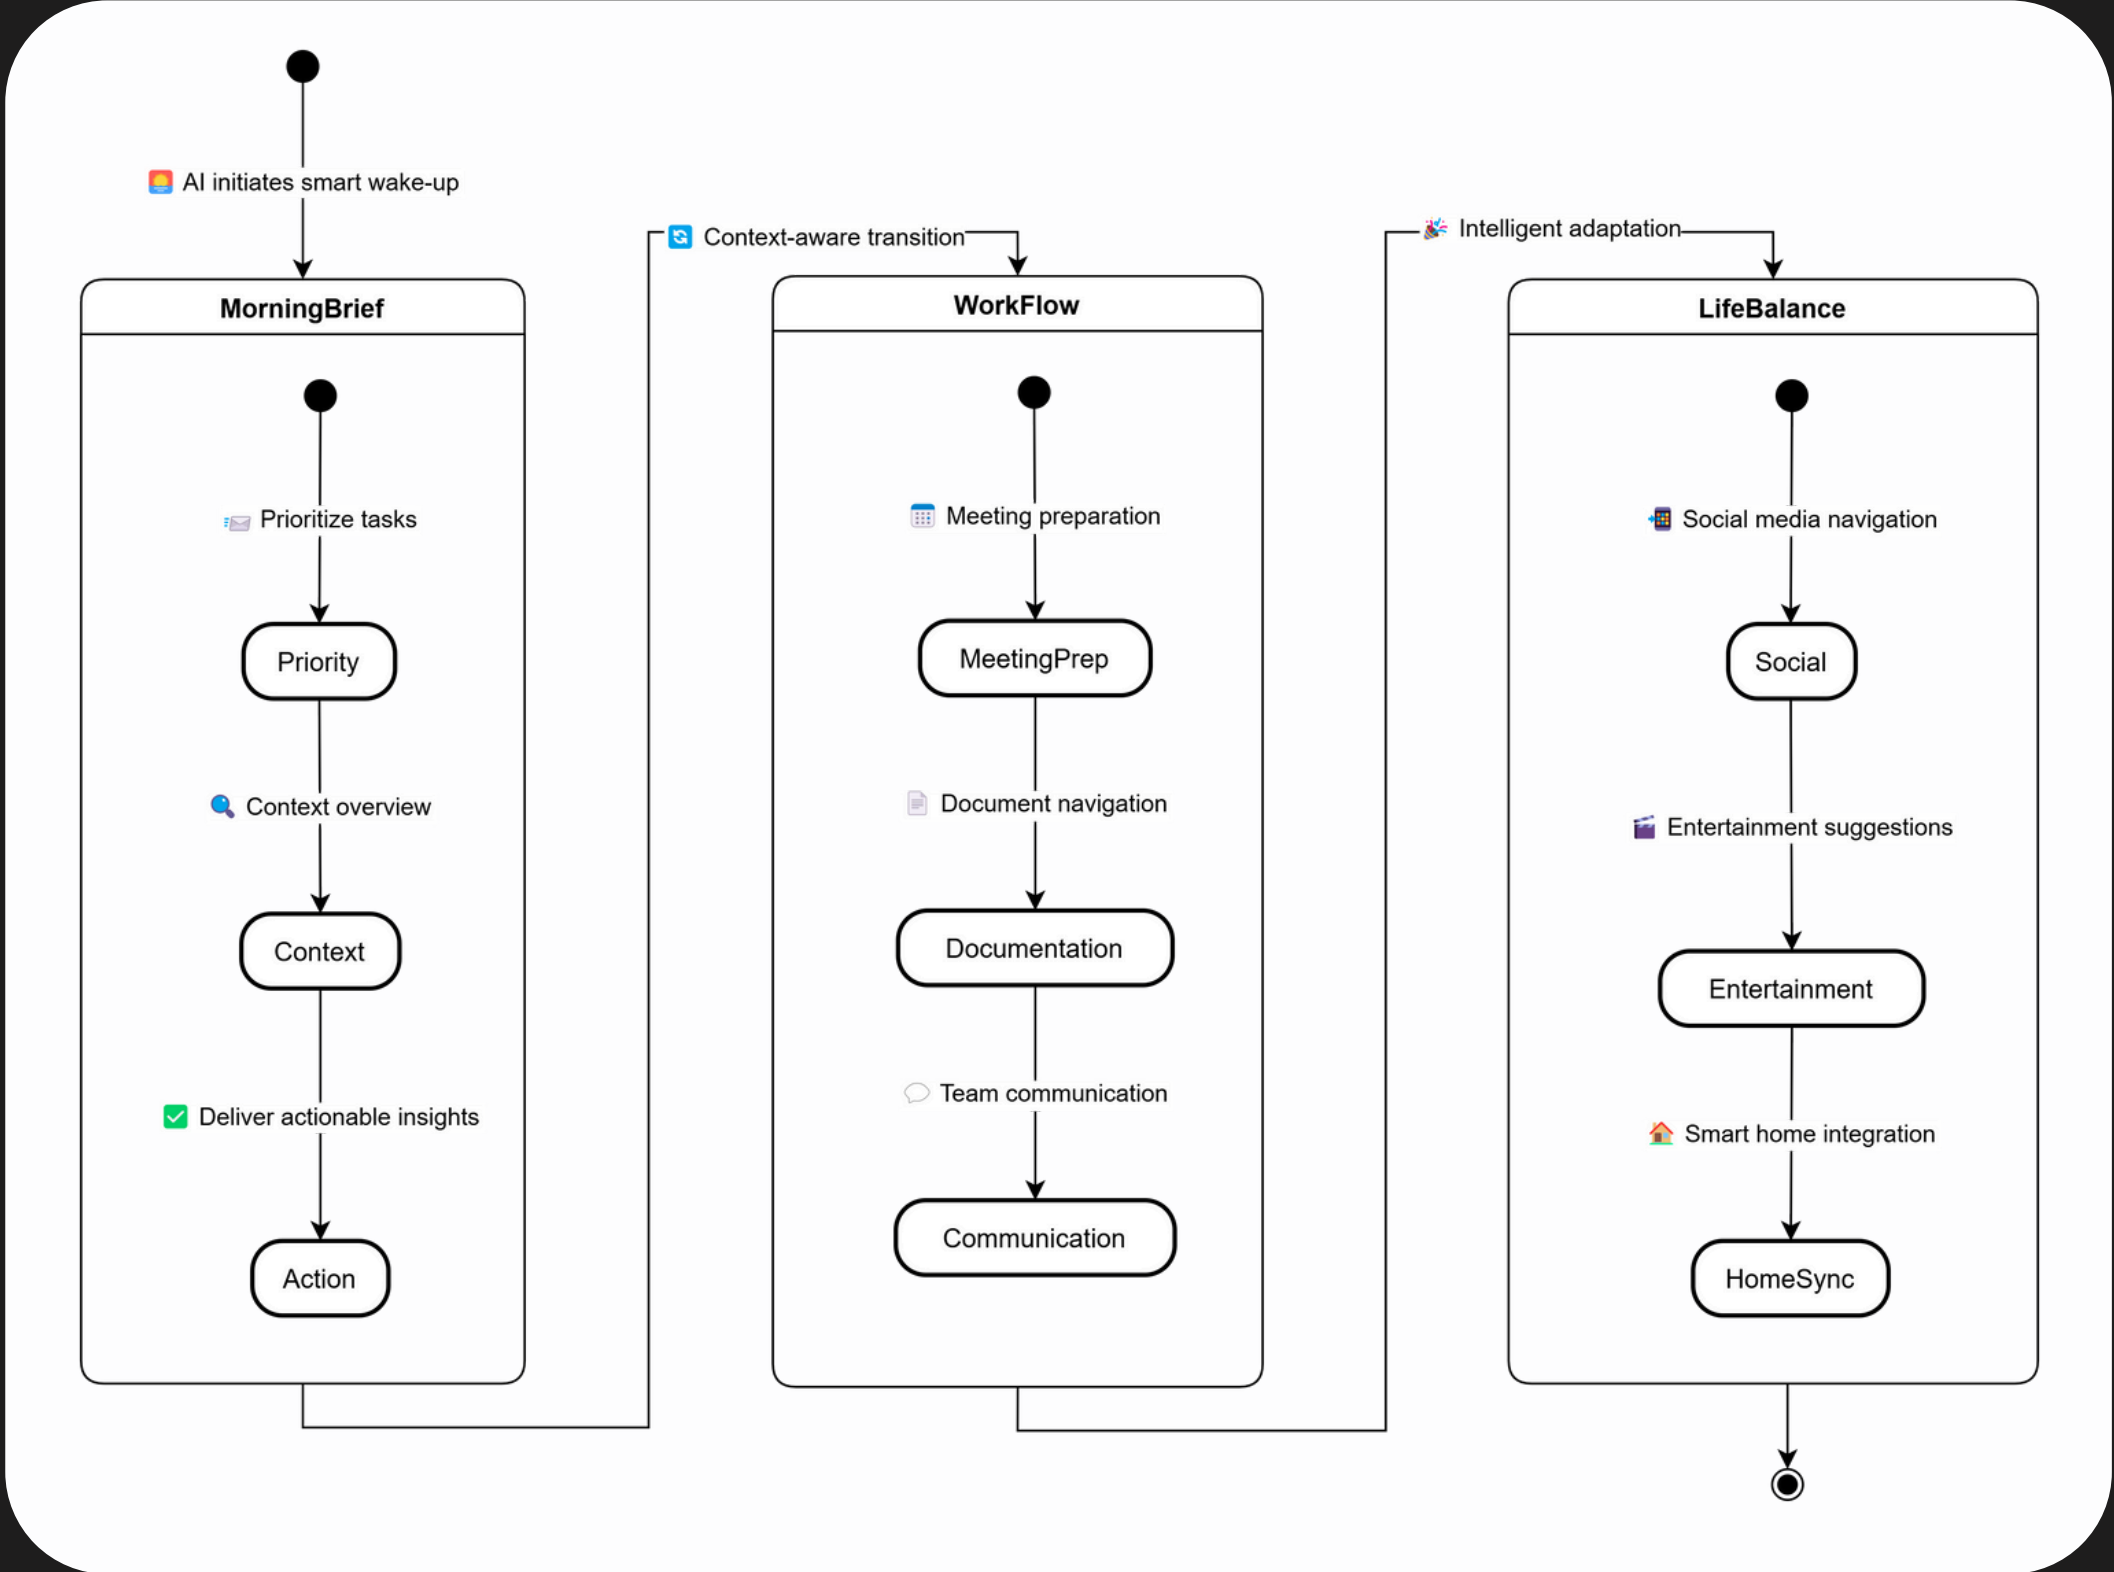 AI initiates smart wake-up
MorningBrief
Prioritize tasks
Priority
Context overview
Context
Deliver actionable insights
Action
Context-aware transition
WorkFlow
Meeting preparation
MeetingPrep
Document navigation
Documentation
Team communication
Communication
Intelligent adaptation
LifeBalance
Social media navigation
Social
Entertainment suggestions
Entertainment
Smart home integration
HomeSync